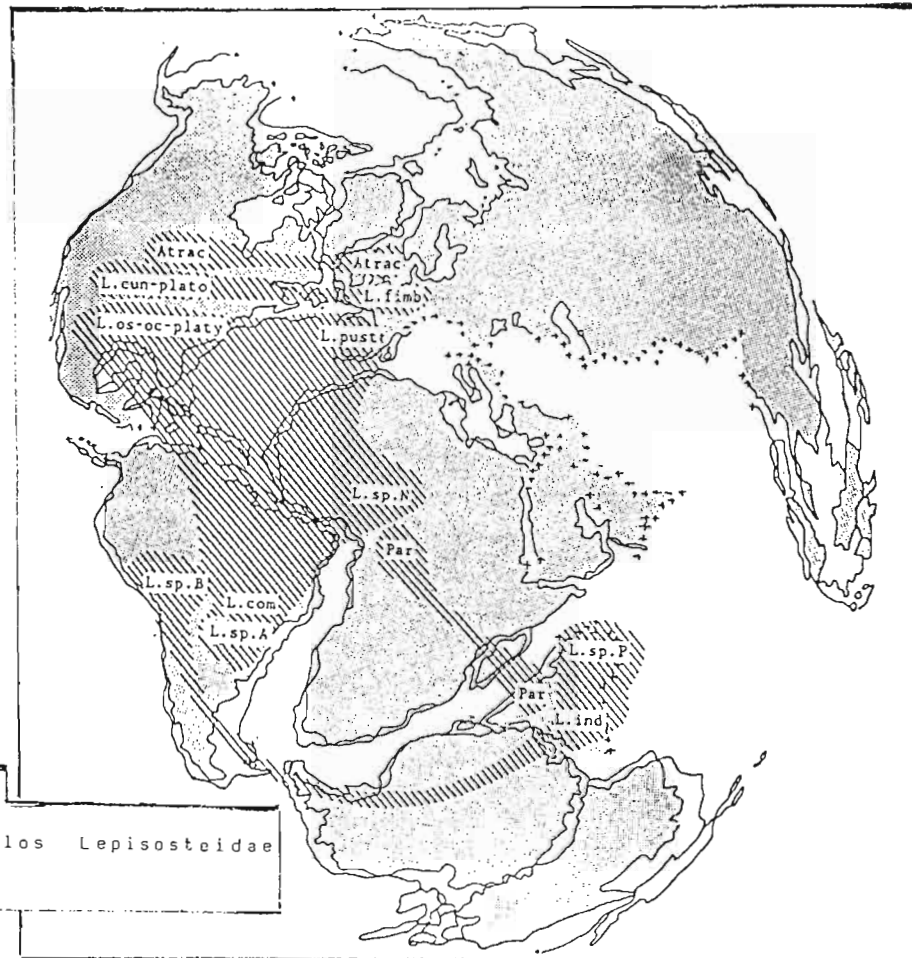 Atrac
Atrac
L.cun-plato
L.fimb
L.os-oc-platy
L.pust
L.sp.N
Par
L.sp.B
L.com
L.sp.A
L.sp.P
Par
L.ind
los Lepisosteidae